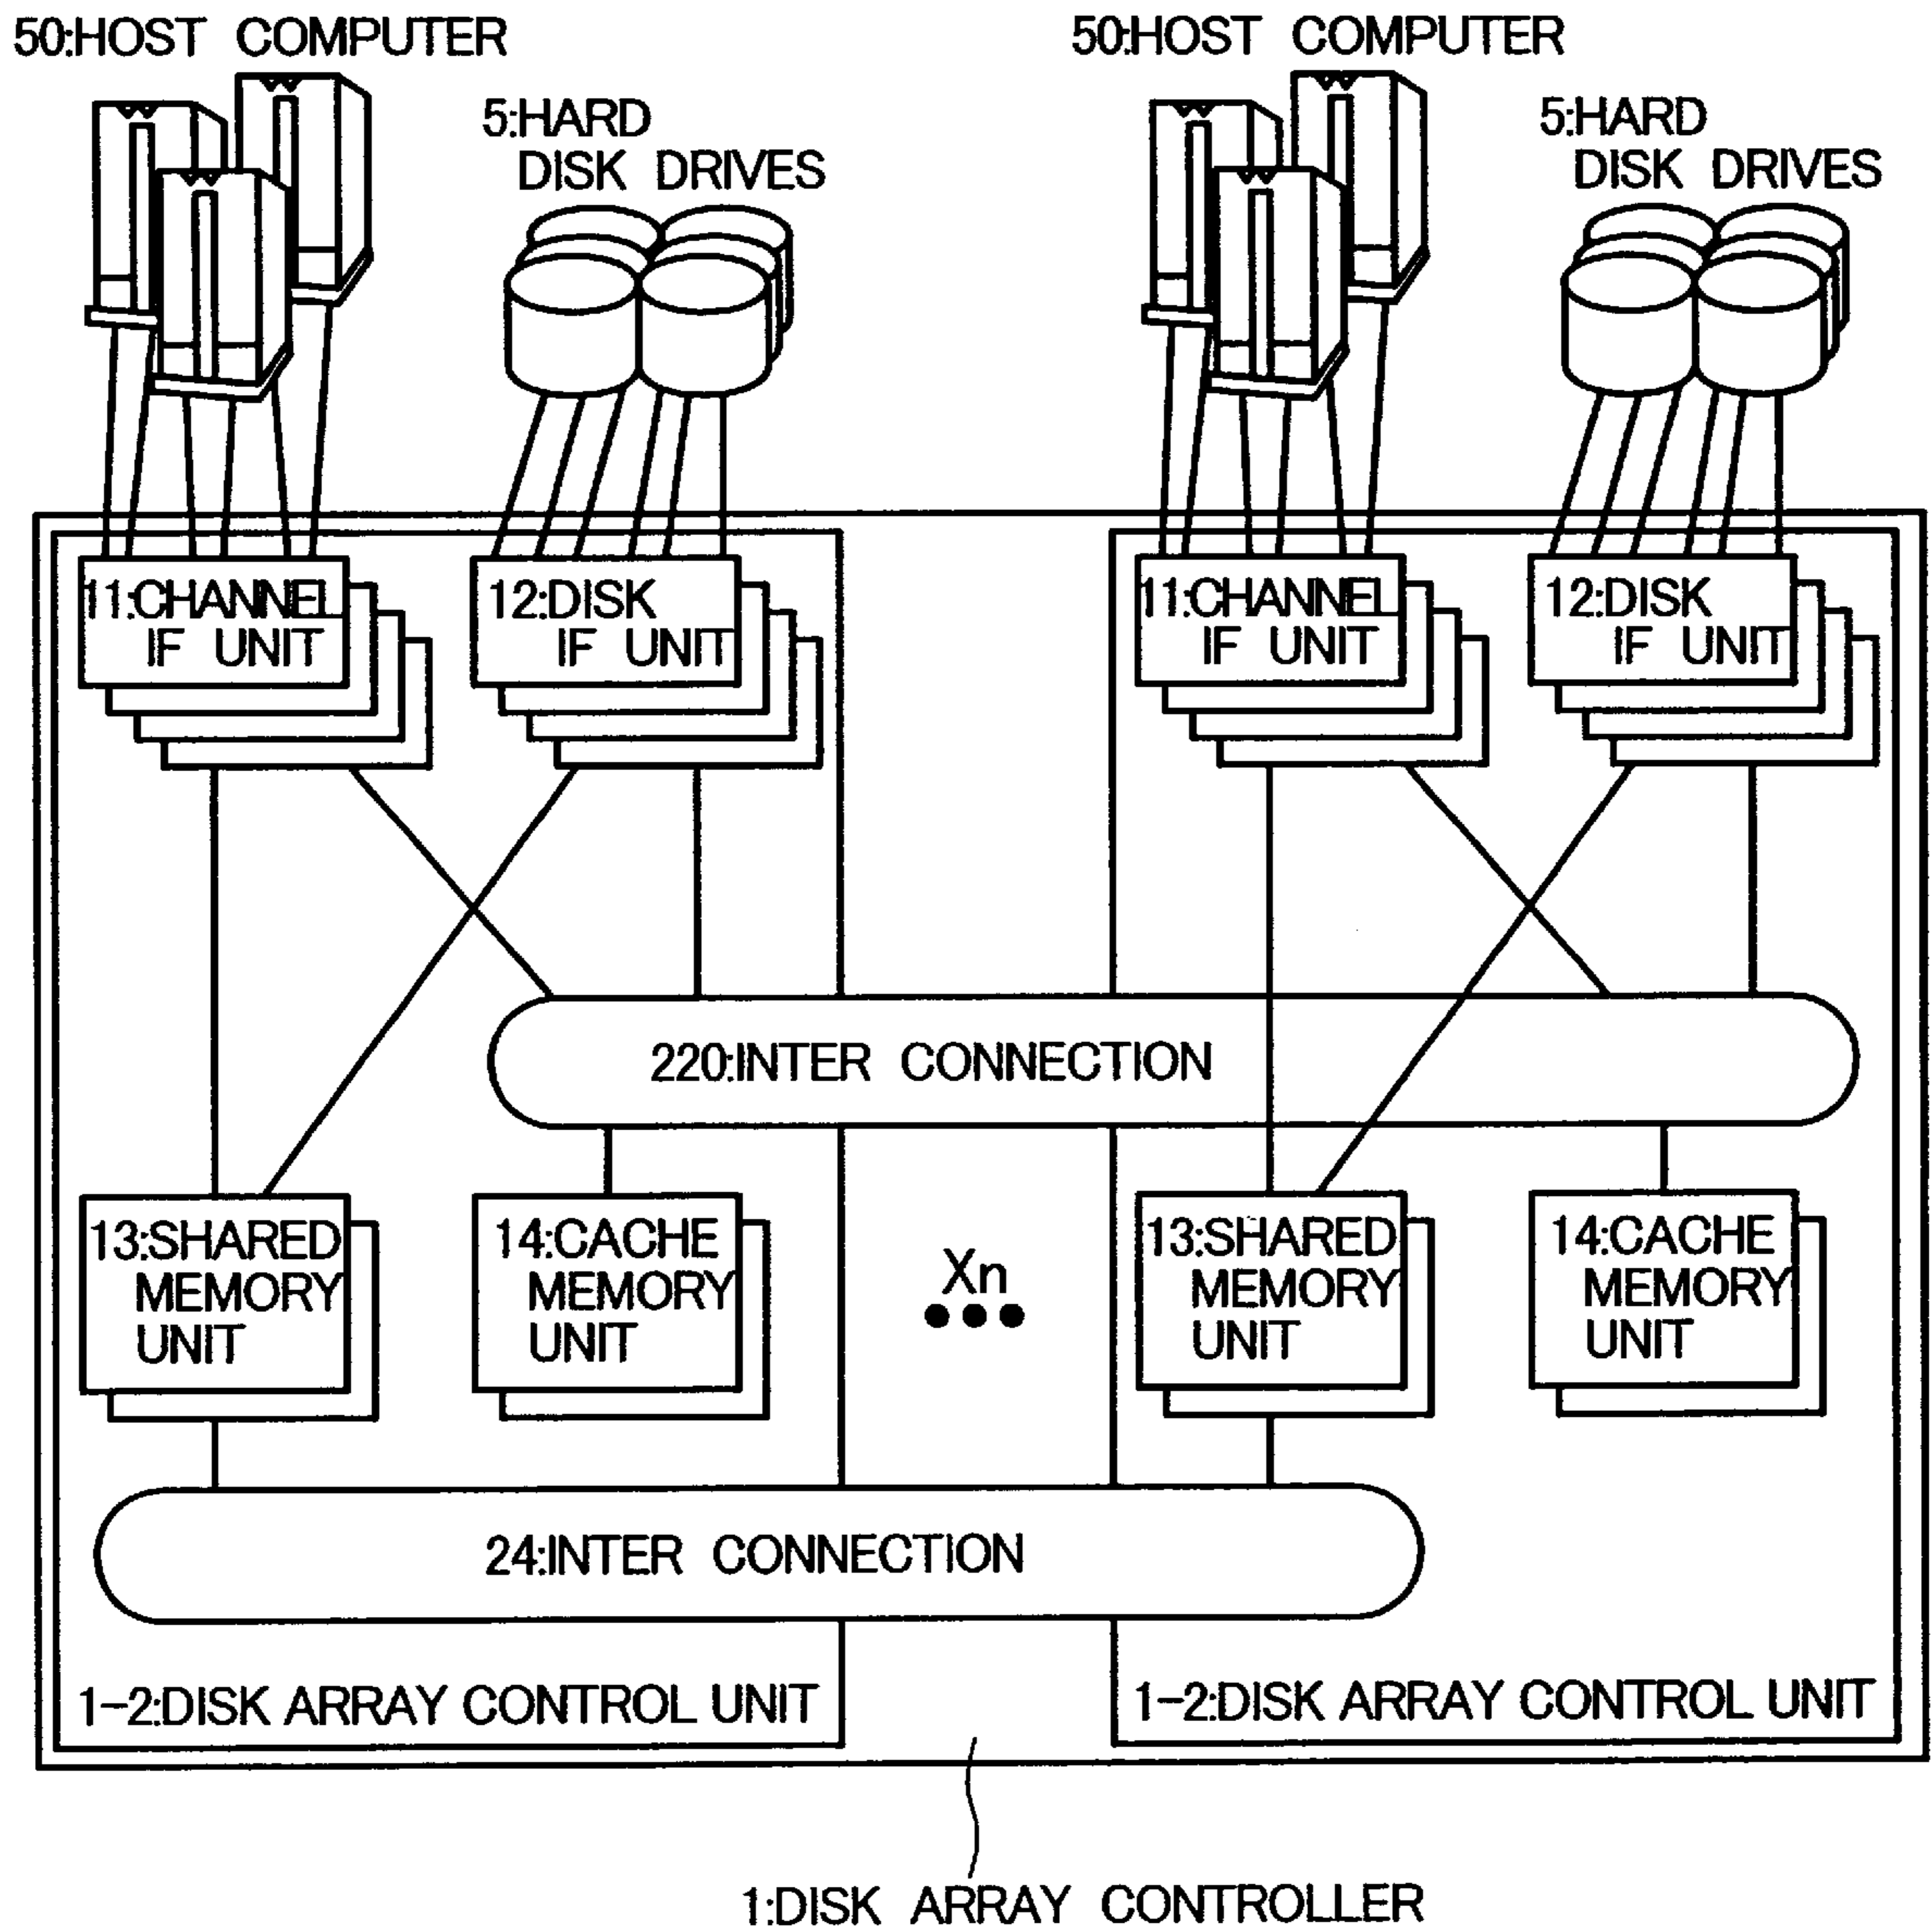 50:HOST COMPUTER
50:HOST COMPUTER
5:HARD
DISK DRIVES
5:HARD
DISK DRIVES
11:CHANNEL
IF UNIT
12:DISK
IF UNIT
11:CHANNEL
IF UNIT
12:DISK
IF UNIT
220:INTER CONNECTION
13:SHARED
MEMORY
UNIT
14:CACHE
MEMORY
UNIT
Xn
13:SHARED
MEMORY
UNIT
14:CACHE
MEMORY
UNIT
24:INTER CONNECTION
1-2:DISK ARRAY CONTROL UNIT
1-2:DISK ARRAY CONTROL UNIT
1:DISK ARRAY CONTROLLER